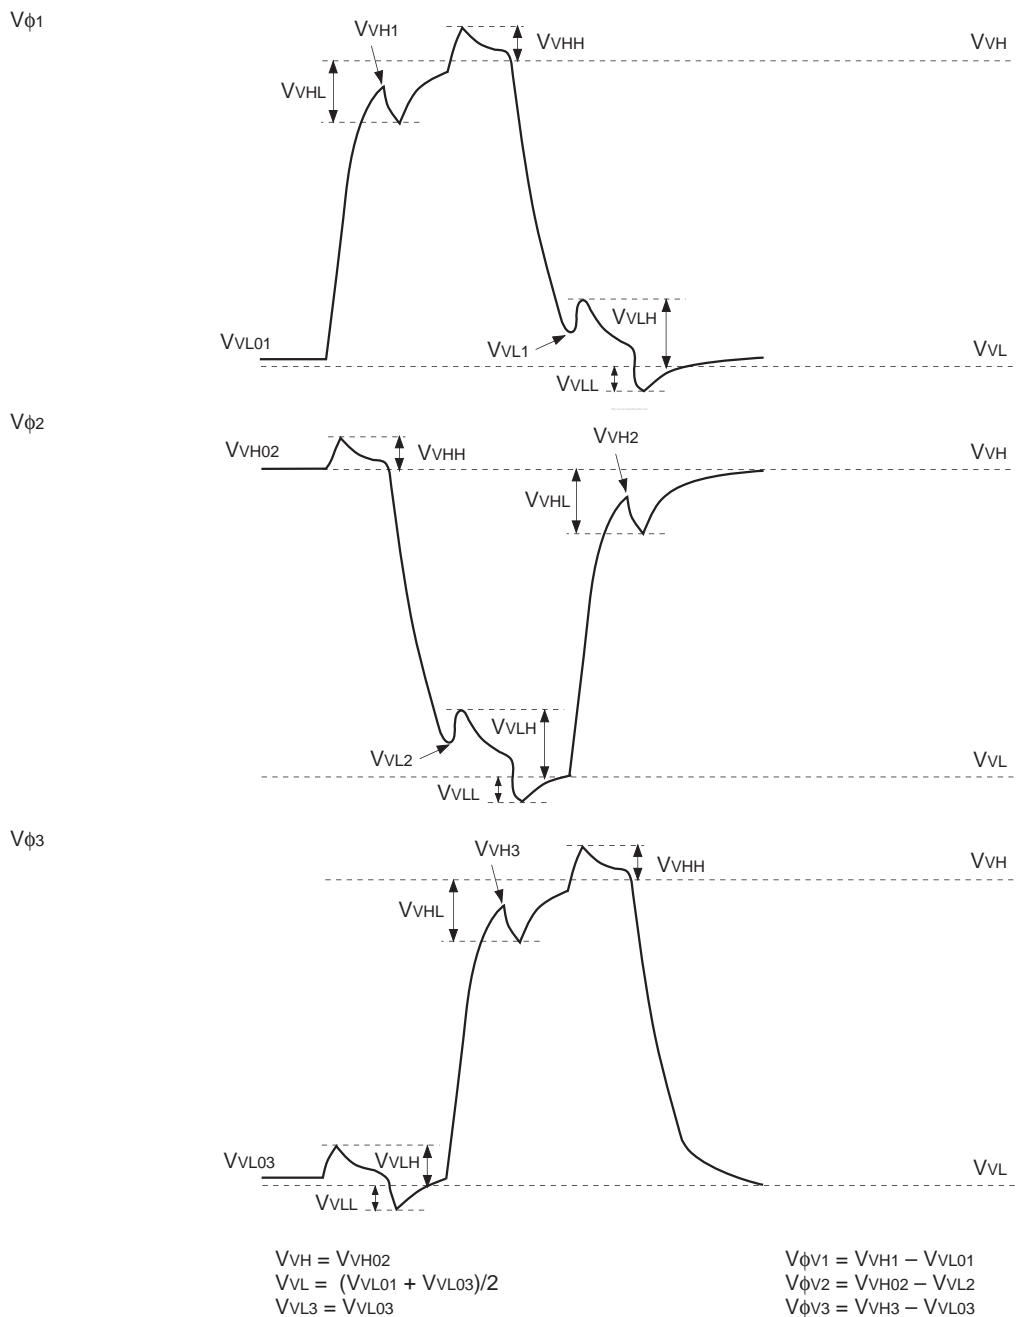 Vϕ1
VVH1
VVHH
VVH
VVHL
VVL01
VVL1
VVLH
VVL
VVLL
Vϕ2
VVH02
VVHH
VVH2
VVH
VVHL
VVL2
VVLH
VVL
VVLL
Vϕ3
VVH3
VVHH
VVH
VVHL
VVL03
VVLH
VVL
VVLL
VVH = VVH02
VVL = (VVL01 + VVL03)/2
VVL3 = VVL03
VϕV1 = VVH1 – VVL01
VϕV2 = VVH02 – VVL2
VϕV3 = VVH3 – VVL03